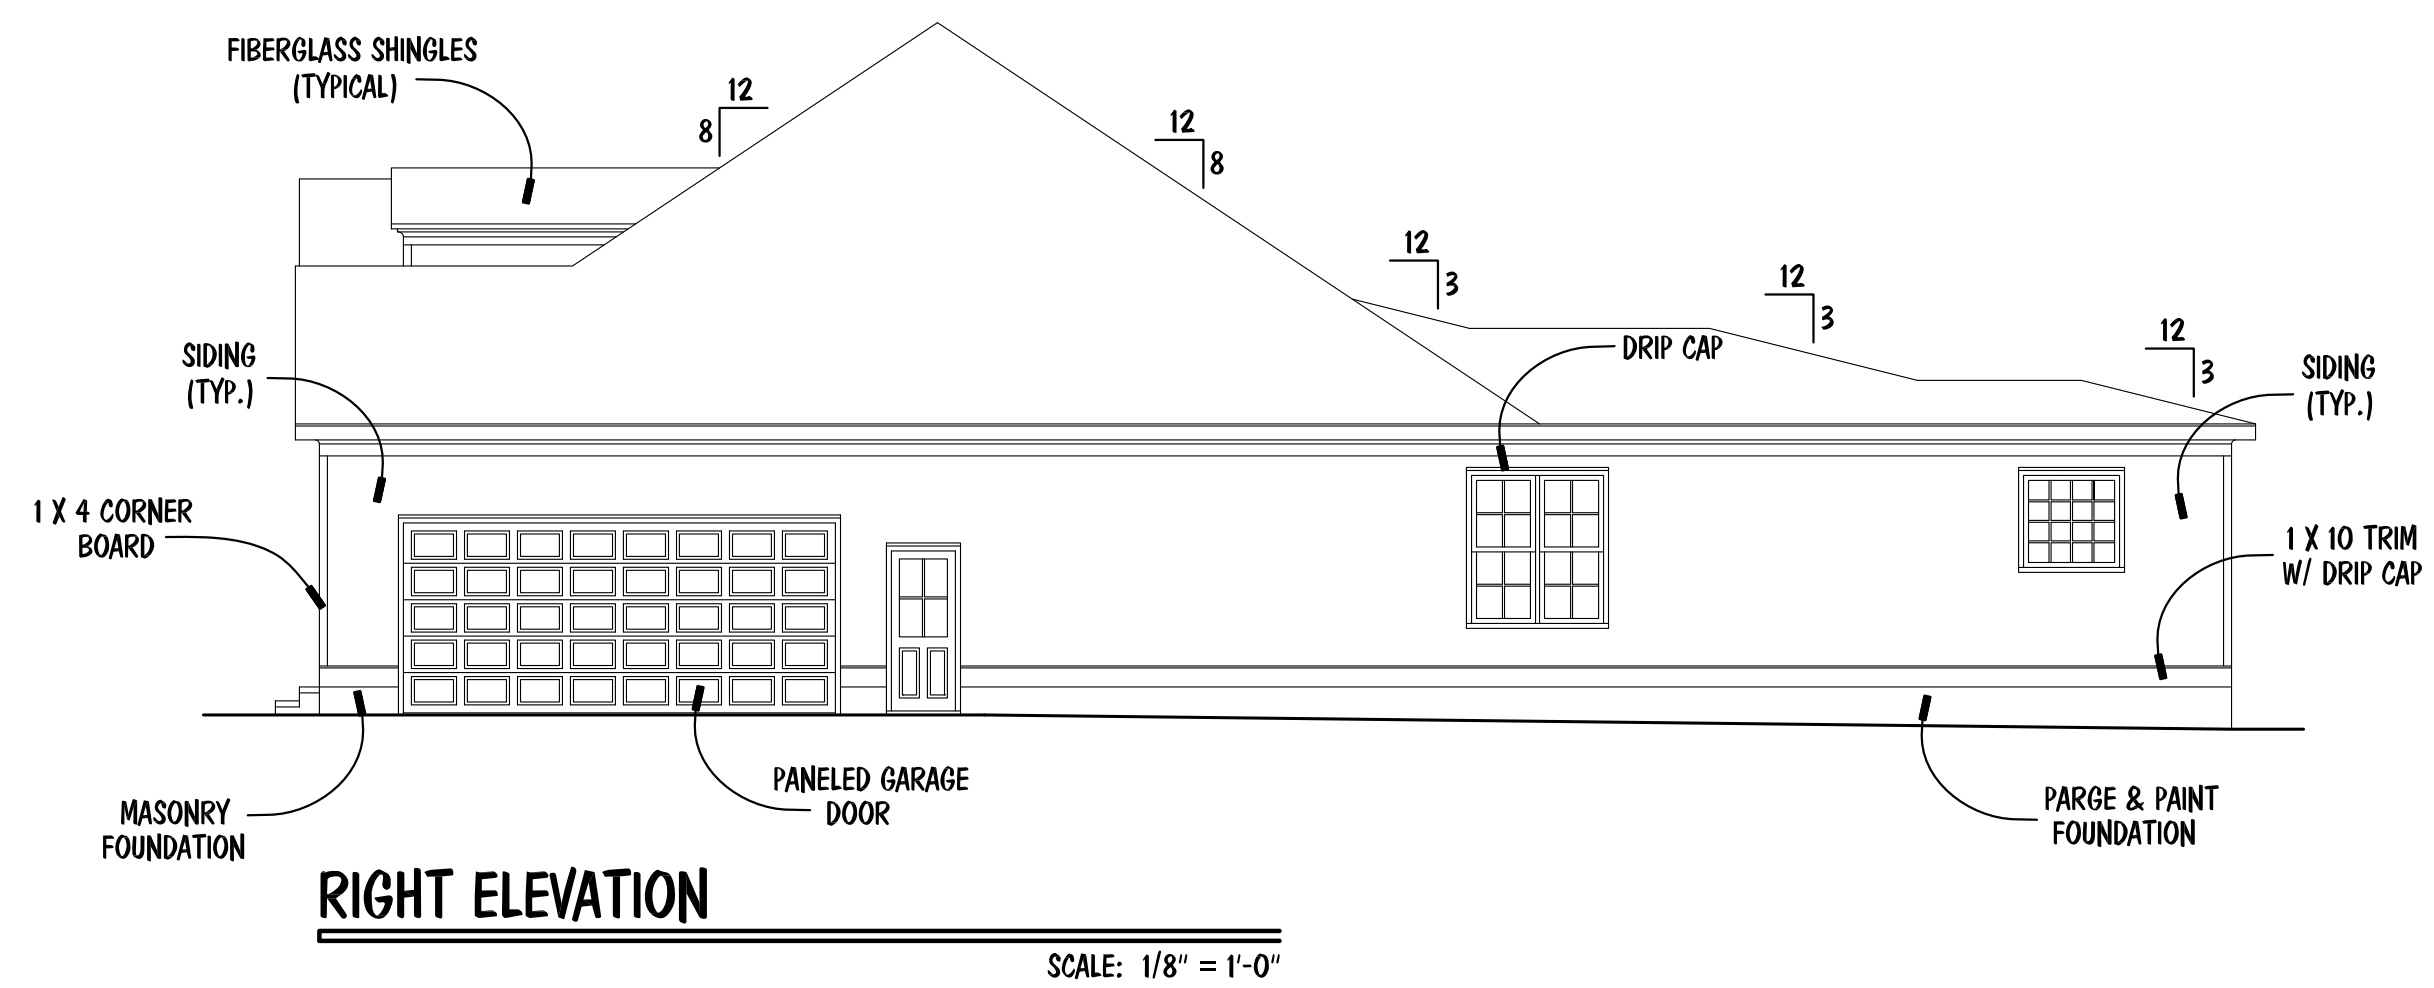 FIBERGLASS SHINGLES
(TYPICAL)
12
8
12
8
12
3
12
3
12
3
DRIP CAP
SIDING
(TYP.)
SIDING
(TYP.)
1 X 4 CORNER
BOARD
1 X 10 TRIM
W/ DRIP CAP
MASONRY
FOUNDATION
PANELED GARAGE
DOOR
PARGE & PAINT
FOUNDATION
RIGHT ELEVATION
SCALE: 1/8" = 1'-0"